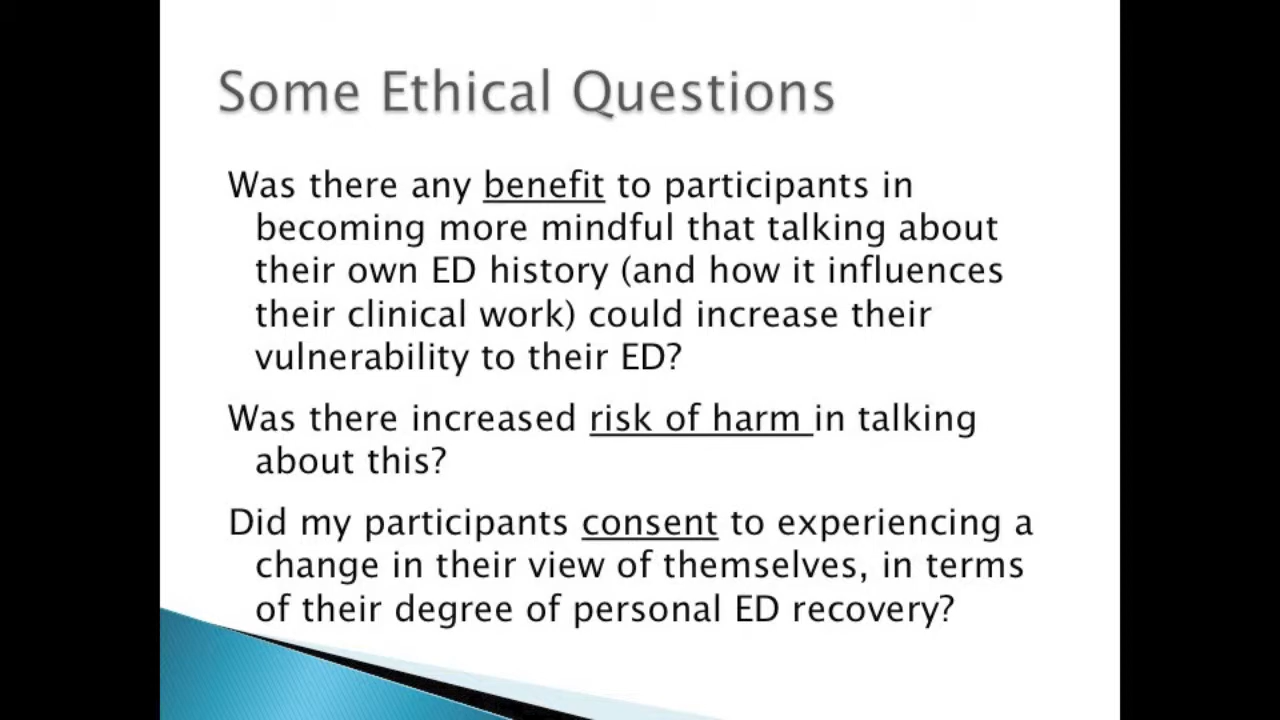 Some Ethical Questions
Was there any benefit to participants in
becoming more mindful that talking about
their own ED history (and how it influences
their clinical work) could increase their
vulnerability to their ED?
Was there increased risk of harm in talking
about this?
Did my participants consent to experiencing a
change in their view of themselves, in terms
of their degree of personal ED recovery?